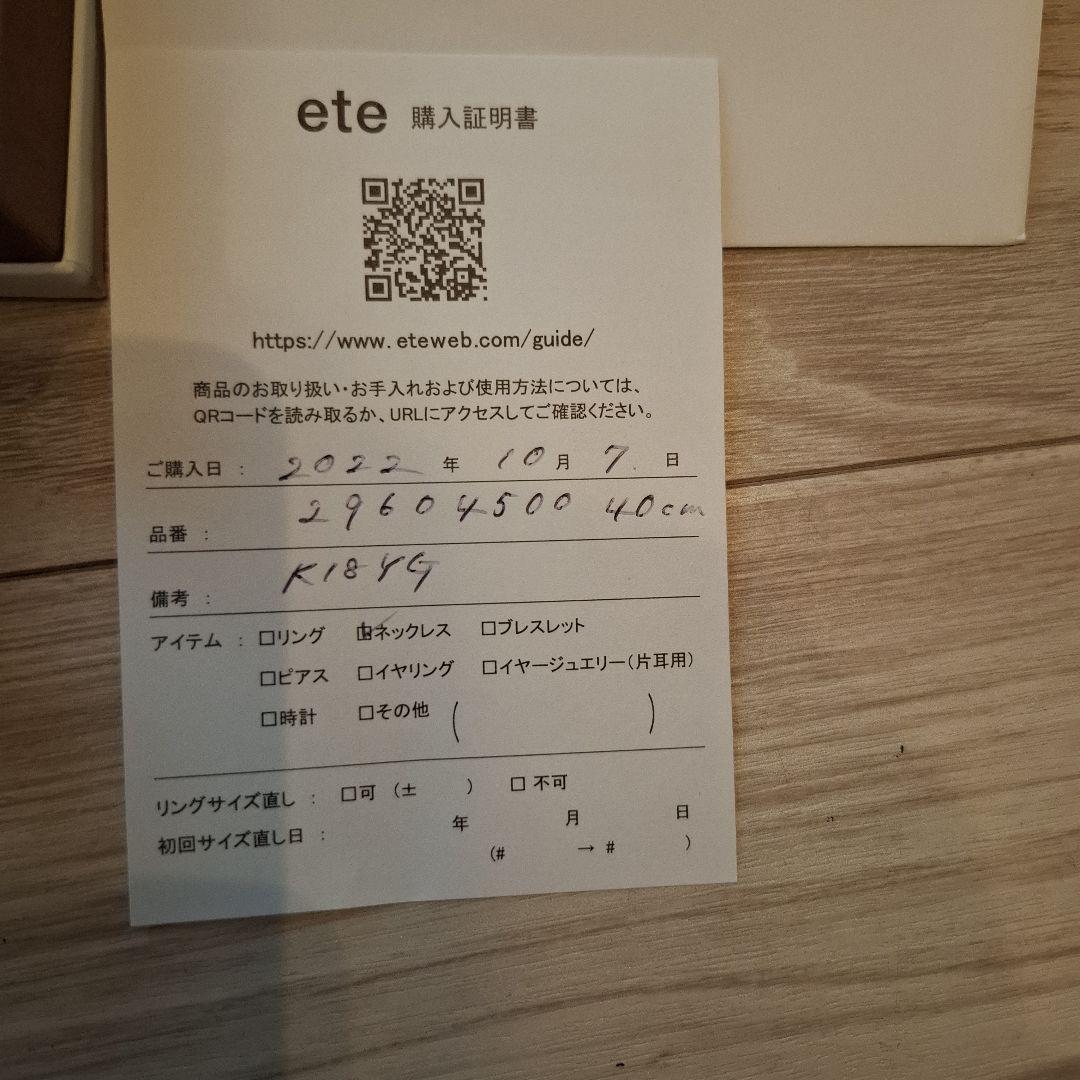 ete 購入証明書
https://www.eteweb.com/guide/
商品のお取り扱い・お手入れおよび使用方法については、
QRコードを読み取るか、URLにアクセスしてご確認ください。
ご購入日 : 2022 年 10 月 7. 日
品番 : 29604500 40cm
備考 : K18YG
アイテム : □リング ☑ネックレス □ブレスレット
□ピアス □イヤリング □イヤージュエリー(片耳用)
□時計 □その他 ( )
リングサイズ直し : □可 (± ) □ 不可
初回サイズ直し日 : 年 月 日
(# → # )